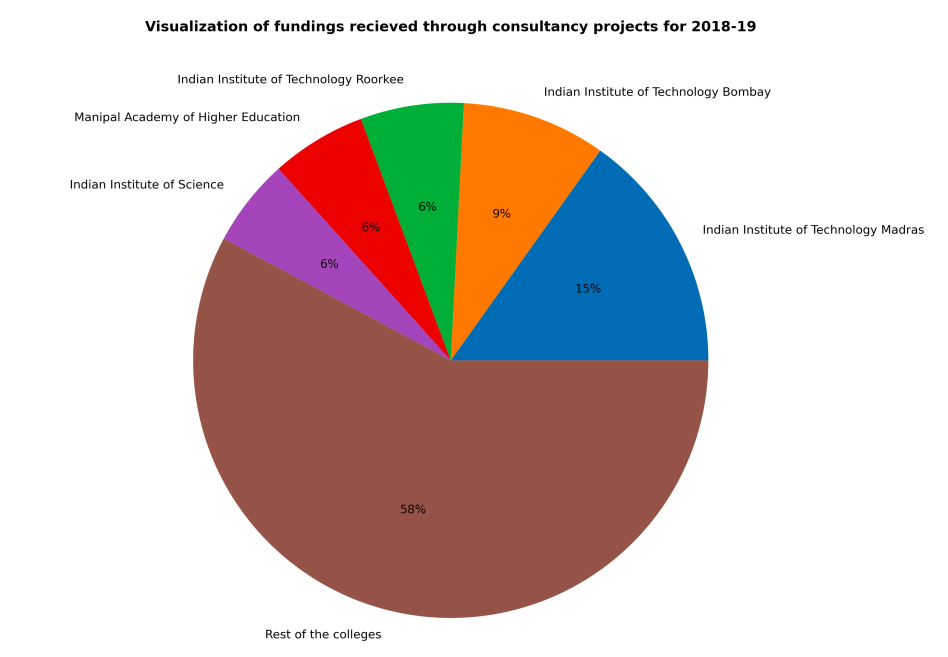 Visualization of fundings recieved through consultancy projects for 2018-19
Indian Institute of Technology Roorkee
Indian Institute of Technology Bombay
Manipal Academy of Higher Education
Indian Institute of Science
Indian Institute of Technology Madras
6%
9%
6%
6%
15%
58%
Rest of the colleges